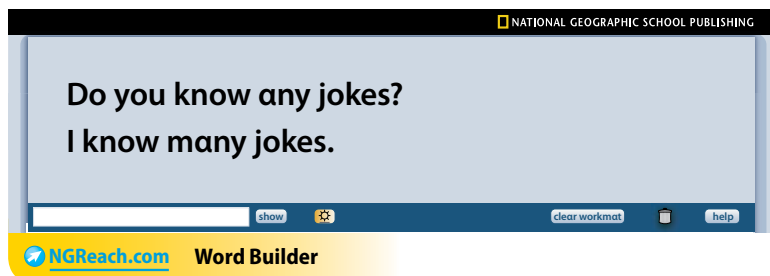 NATIONAL GEOGRAPHIC SCHOOL PUBLISHING
Do you know any jokes?
I know many jokes.
show clear workmat help
NGReach.com Word Builder